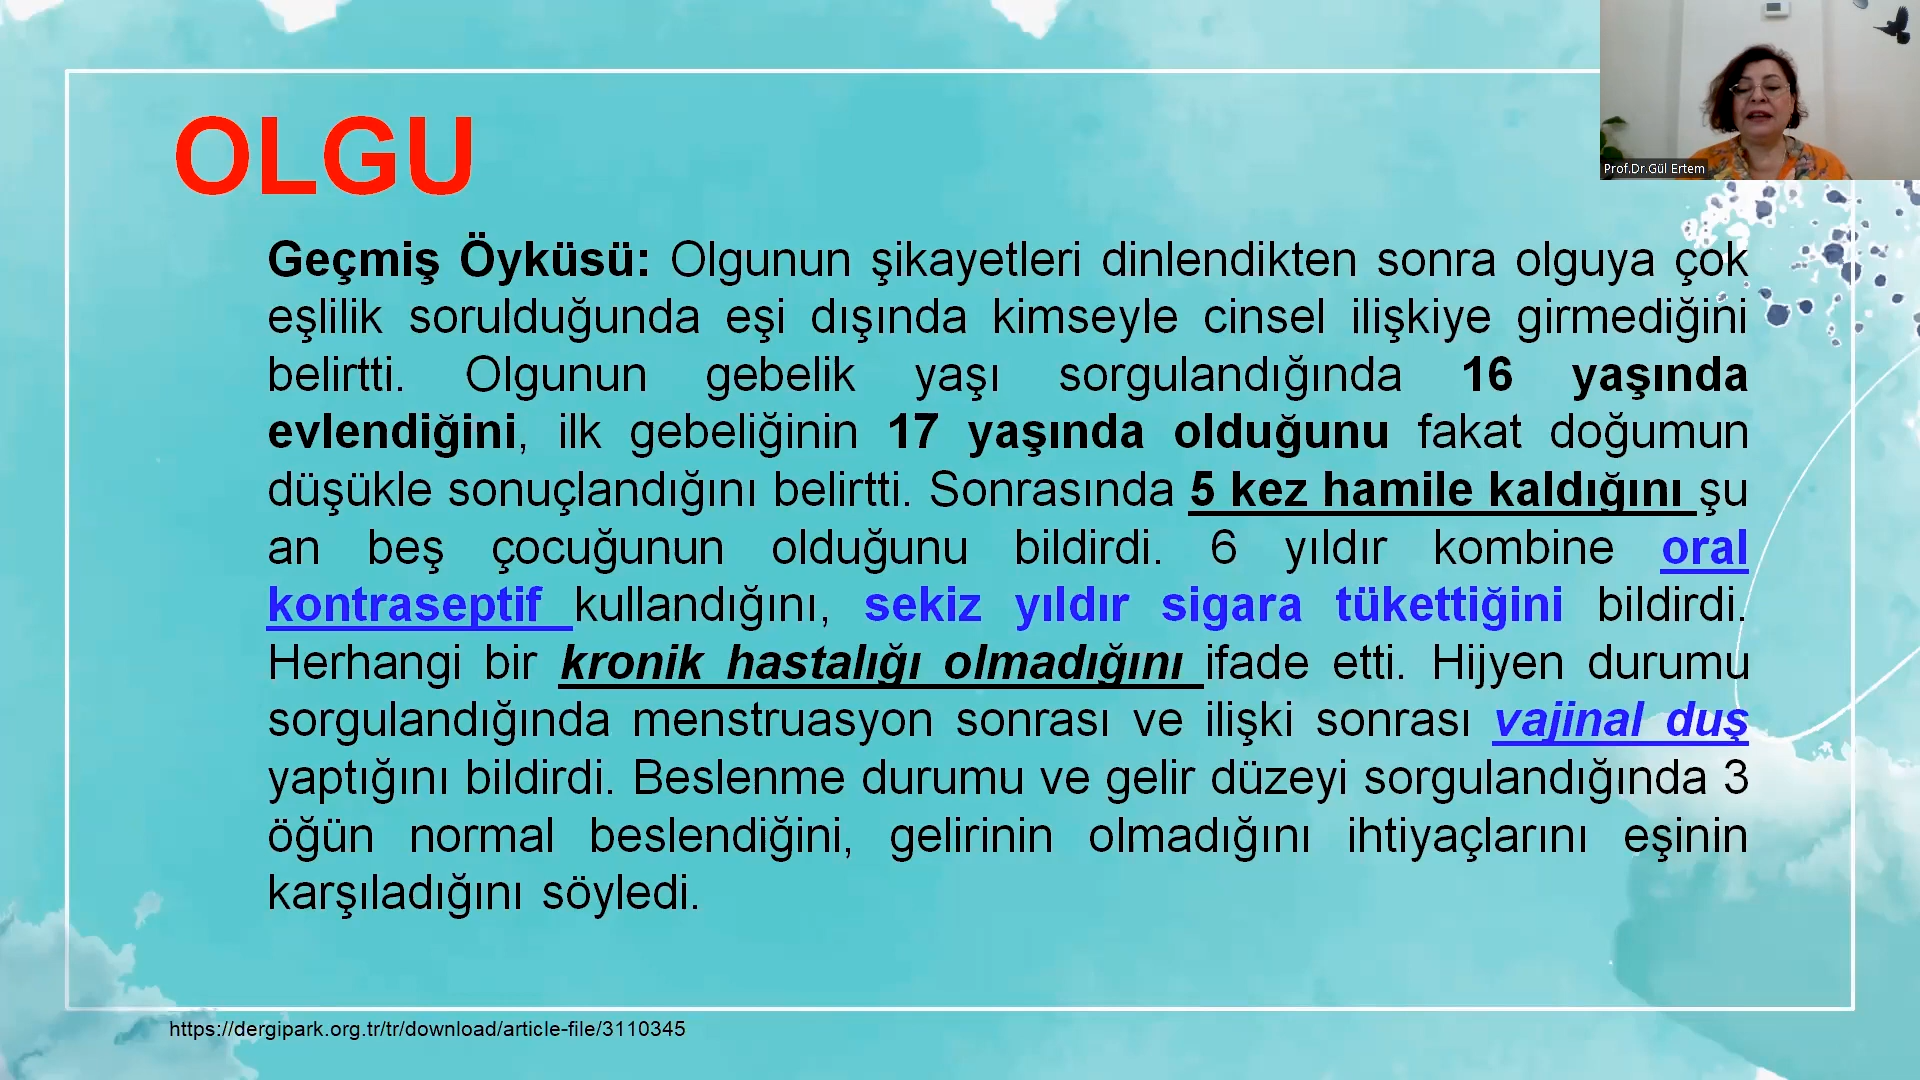 OLGU
Geçmiş Öyküsü: Olgunun şikayetleri dinlendikten sonra olguya çok
eşlilik sorulduğunda eşi dışında kimseyle cinsel ilişkiye girmediğini
belirtti. Olgunun gebelik yaşı sorgulandığında 16 yaşında
evlendiğini, ilk gebeliğinin 17 yaşında olduğunu fakat doğumun
düşükle sonuçlandığını belirtti. Sonrasında 5 kez hamile kaldığını şu
an beş çocuğunun olduğunu bildirdi. 6 yıldır kombine oral
kontraseptif kullandığını, sekiz yıldır sigara tükettiğini bildirdi.
Herhangi bir kronik hastalığı olmadığını ifade etti. Hijyen durumu
sorgulandığında menstruasyon sonrası ve ilişki sonrası vajinal duş
yaptığını bildirdi. Beslenme durumu ve gelir düzeyi sorgulandığında 3
öğün normal beslendiğini, gelirinin olmadığını ihtiyaçlarını eşinin
karşıladığını söyledi.
https://dergipark.org.tr/tr/download/article-file/3110345
Prof.Dr.Gül Ertem